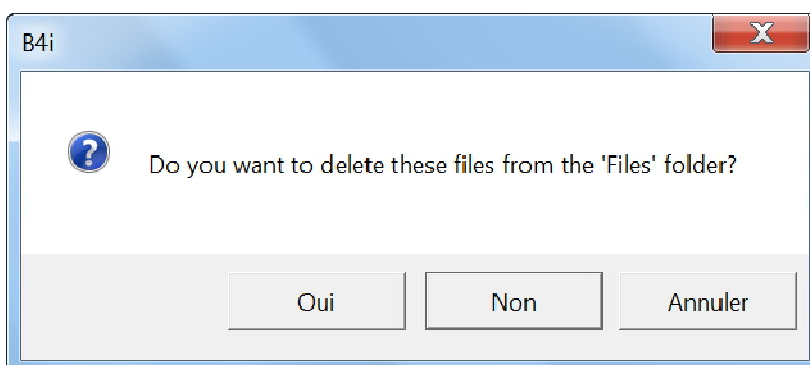 B4i
Do you want to delete these files from the 'Files' folder?
Oui
Non
Annuler